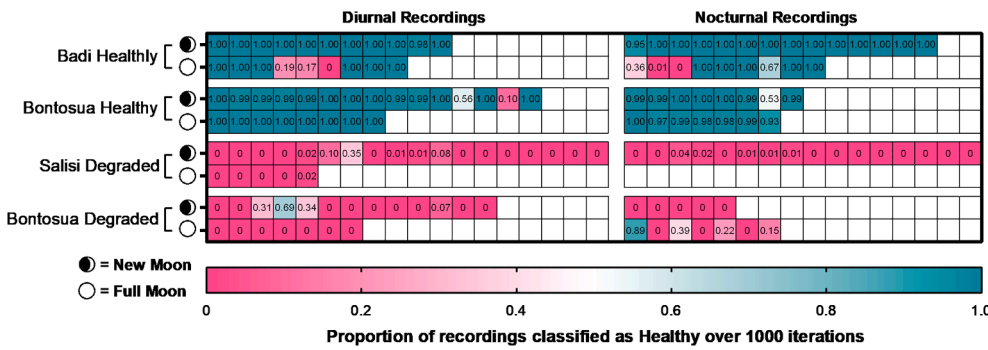 Diurnal Recordings Nocturnal Recordings
Badi Healthly
1.00 1.00 1.00 1.00 1.00 1.00 1.00 1.00 1.00 0.98 1.00 0.95 1.00 1.00 1.00 1.00 1.00 1.00 1.00 1.00 1.00 1.00 1.00 1.00 1.00
1.00 1.00 1.00 0.19 0.17 0 1.00 1.00 1.00 0.36 0.01 0 1.00 1.00 1.00 0.67 1.00 1.00
Bontosua Healthy
1.00 0.99 0.99 0.99 0.99 1.00 1.00 1.00 0.99 0.99 1.00 0.56 1.00 0.10 1.00 0.99 0.99 1.00 1.00 1.00 0.99 0.53 0.99
1.00 1.00 1.00 1.00 1.00 1.00 1.00 1.00 1.00 0.97 0.99 0.98 0.98 0.99 0.93
Salisi Degraded
0 0 0 0 0.02 0.10 0.35 0 0.01 0.01 0.08 0 0 0 0 0 0 0 0 0 0.04 0.02 0 0.01 0.01 0.01 0 0 0 0 0 0 0 0
0 0 0 0 0.02
Bontosua Degraded
0 0 0.31 0.69 0.34 0 0 0 0 0 0.07 0 0 0 0 0 0 0
0 0 0 0 0 0 0 0.89 0 0.39 0 0.22 0 0.15
= New Moon
= Full Moon
0 0.2 0.4 0.6 0.8 1.0
Proportion of recordings classified as Healthy over 1000 iterations